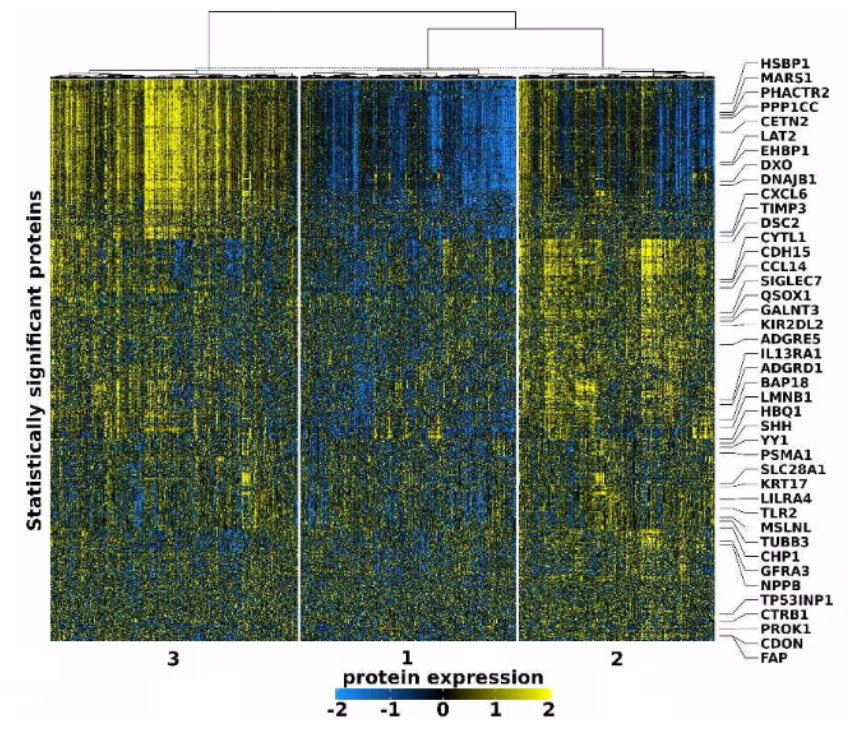 HSBP1
MARS1
PHACTR2
PPP1CC
CETN2
LAT2
EHBP1
DXO
DNAJB1
CXCL6
TIMP3
DSC2
CYTL1
CDH15
CCL14
SIGLEC7
QSOX1
GALNT3
KIR2DL2
ADGRE5
IL13RA1
ADGRD1
BAP18
LMNB1
HBQ1
SHH
YY1
PSMA1
SLC28A1
KRT17
LILRA4
TLR2
MSLNL
TUBB3
CHP1
GFRA3
NPPB
TP53INP1
CTRB1
PROK1
CDON
FAP
Statistically significant proteins
3 1 2
protein expression
-2 -1 0 1 2